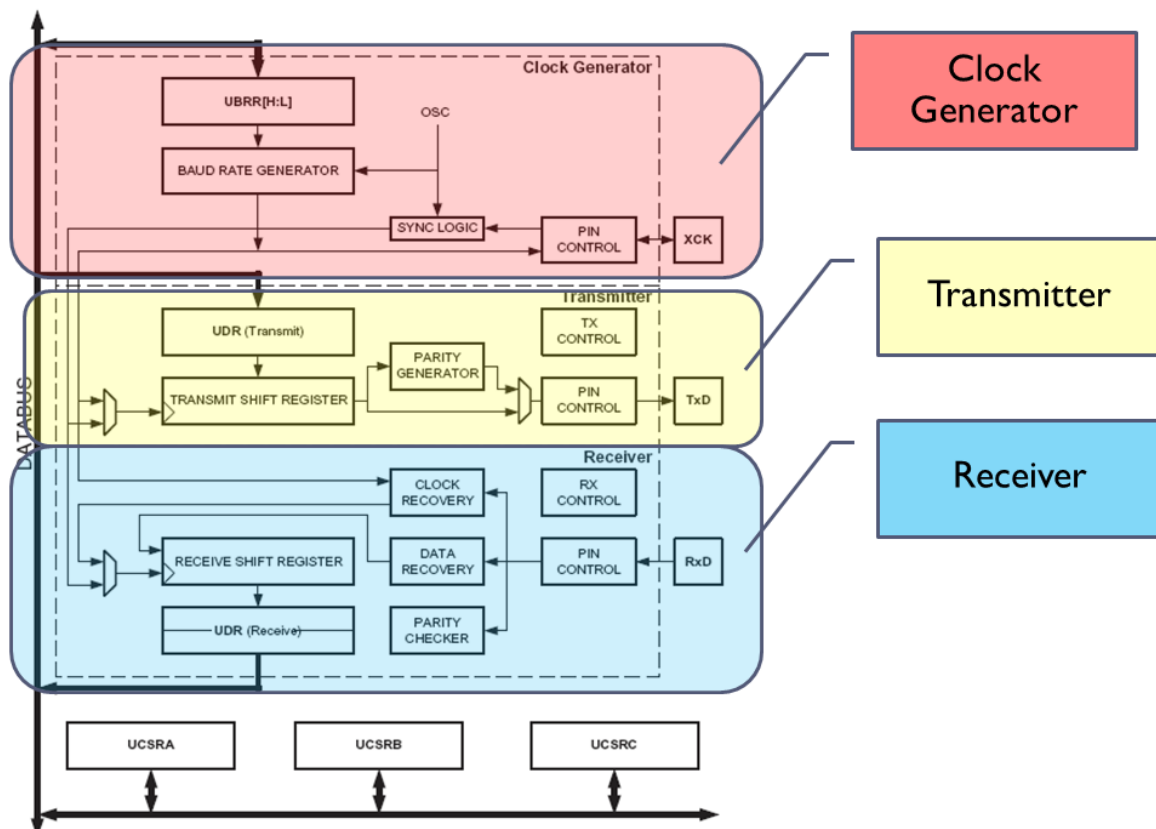 Clock Generator
UBRR[H:L]
OSC
BAUD RATE GENERATOR
SYNC LOGIC
PIN
CONTROL
XCK
Clock
Generator
DATABUS
Transmitter
UDR (Transmit)
TX
CONTROL
PARITY
GENERATOR
TRANSMIT SHIFT REGISTER
PIN
CONTROL
TxD
Transmitter
Receiver
CLOCK
RECOVERY
RX
CONTROL
RECEIVE SHIFT REGISTER
DATA
RECOVERY
PIN
CONTROL
RxD
UDR (Receive)
PARITY
CHECKER
Receiver
UCSRA
UCSRB
UCSRC